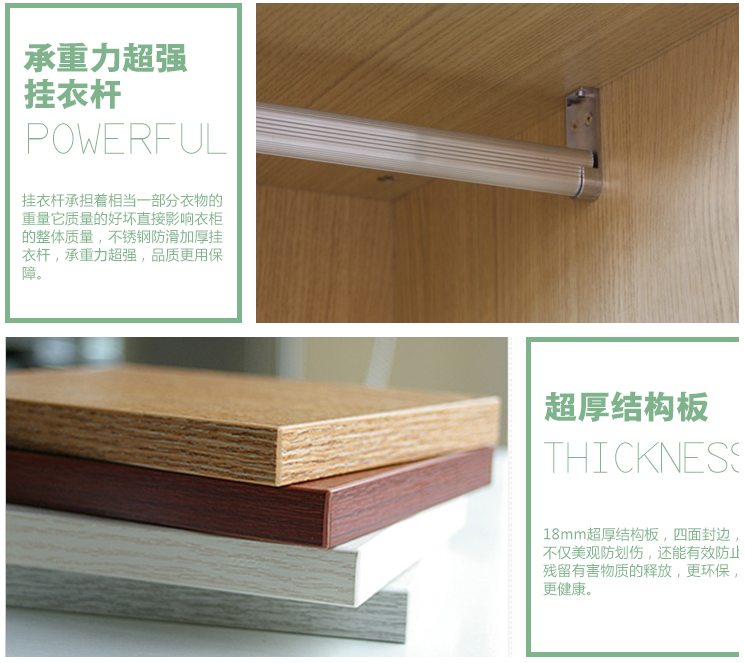 承重力超强
挂衣杆
POWERFUL
挂衣杆承担着相当一部分衣物的
重量它质量的好坏直接影响衣柜
的整体质量，不锈钢防滑加厚挂
衣杆，承重力超强，品质更用保
障。
超厚结构板
THICKNESS
18mm超厚结构板，四面封边，
不仅美观防划伤，还能有效防止
残留有害物质的释放，更环保，
更健康。